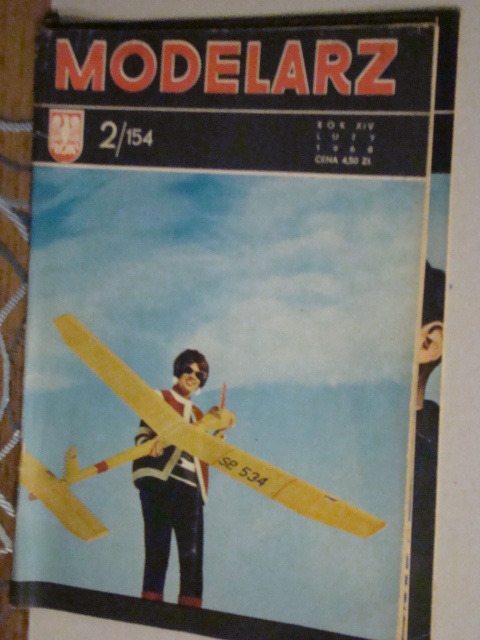 MODELARZ
2/154
ROK XIV
LUTY
1968
CENA 4,50 ZŁ
SP 534